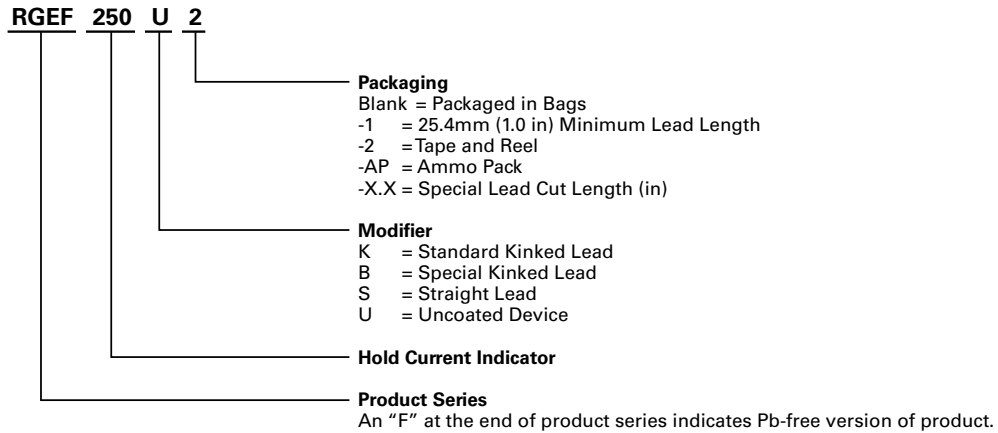 RGEF 250 U 2
Packaging
Blank = Packaged in Bags
-1 = 25.4mm (1.0 in) Minimum Lead Length
-2 = Tape and Reel
-AP = Ammo Pack
-X.X = Special Lead Cut Length (in)
Modifier
K = Standard Kinked Lead
B = Special Kinked Lead
S = Straight Lead
U = Uncoated Device
Hold Current Indicator
Product Series
An “F” at the end of product series indicates Pb-free version of product.